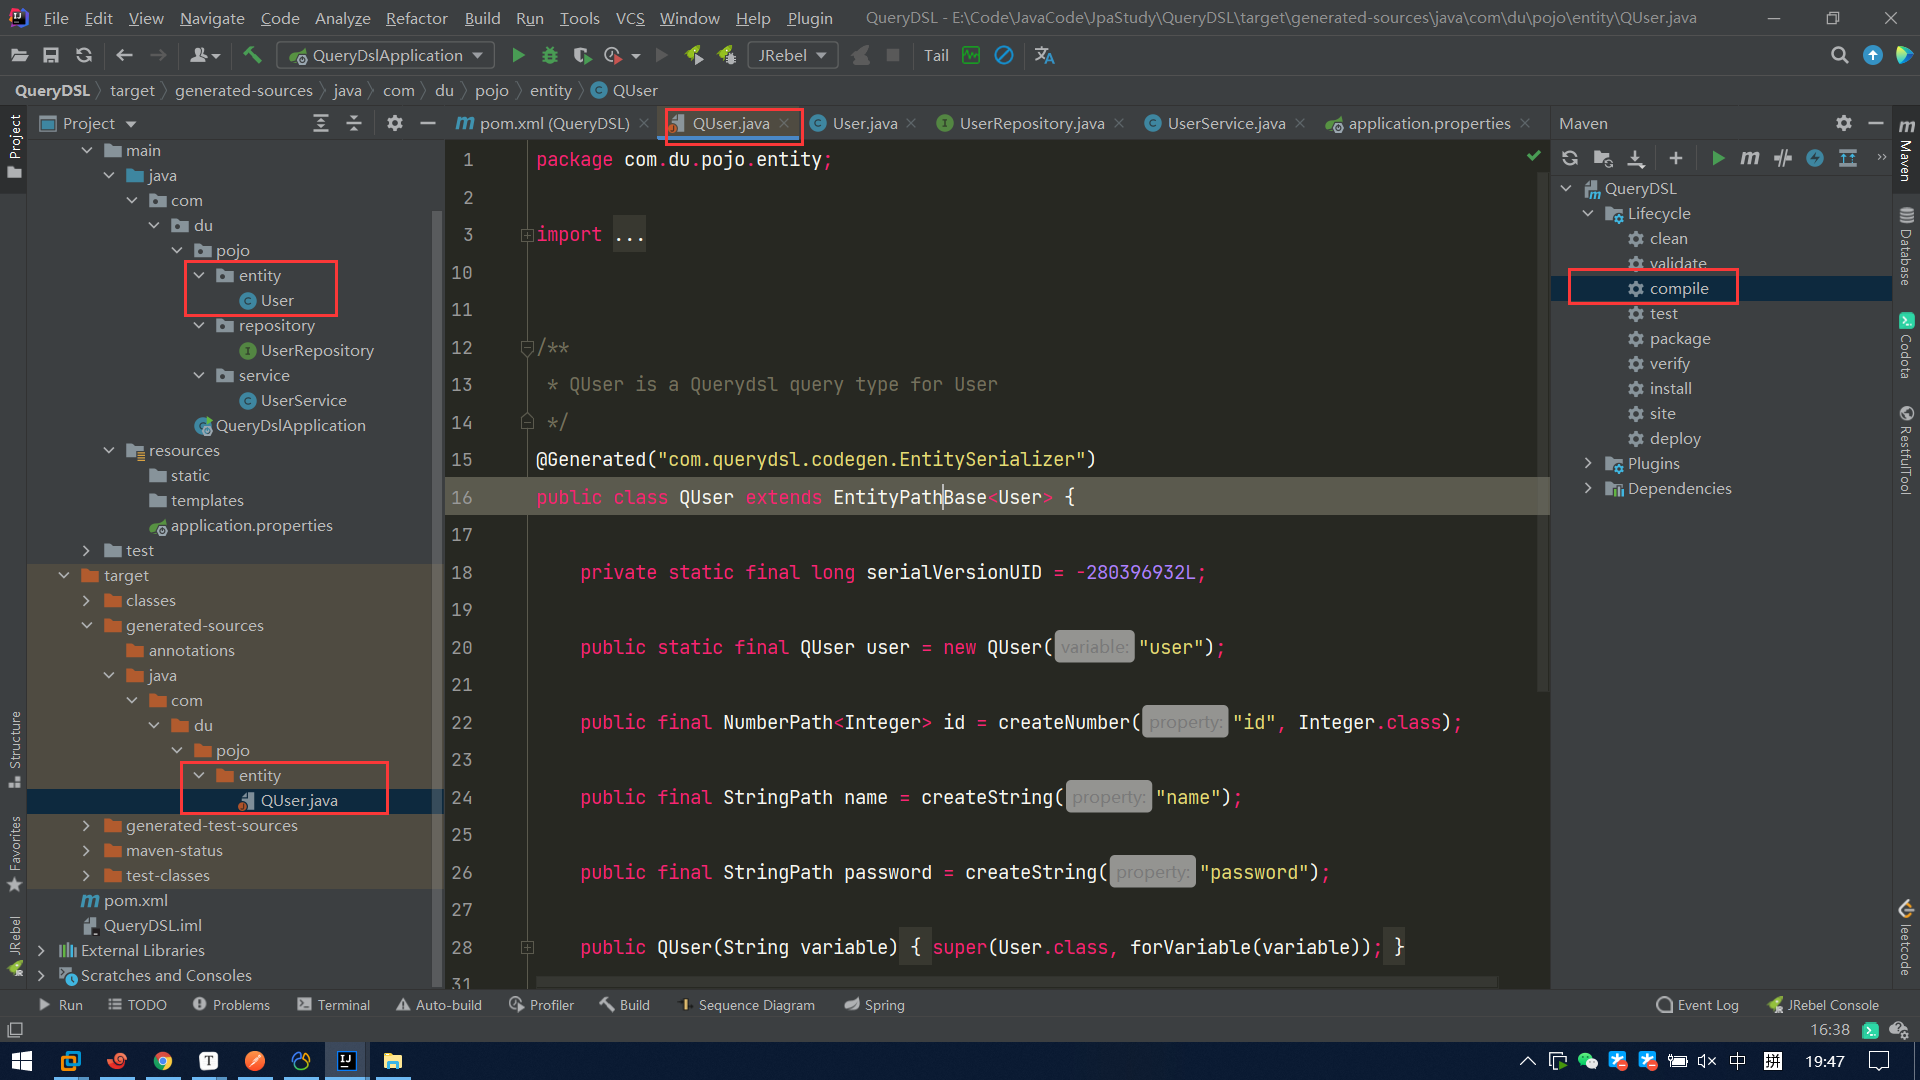 File Edit View Navigate Code Analyze Refactor Build Run Tools VCS Window Help Plugin QueryDSL - E:\Code\JavaCode\JpaStudy\QueryDSL\target\generated-sources\java\com\du\pojo\entity\QUser.java
QueryDslApplication JRebel Tail
QueryDSL target generated-sources java com du pojo entity QUser
Project
pom.xml (QueryDSL) QUser.java User.java UserRepository.java UserService.java application.properties
Maven
Project
Structure
Favorites
JRebel
main
java
com
du
pojo
entity
User
repository
UserRepository
service
UserService
QueryDslApplication
resources
static
templates
application.properties
test
target
classes
generated-sources
annotations
java
com
du
pojo
entity
QUser.java
generated-test-sources
maven-status
test-classes
pom.xml
QueryDSL.iml
External Libraries
Scratches and Consoles
1 package com.du.pojo.entity;
2
3 import ...
10
11
12 /**
13 * QUser is a Querydsl query type for User
14 */
15 @Generated("com.querydsl.codegen.EntitySerializer")
16 public class QUser extends EntityPathBase<User> {
17
18 private static final long serialVersionUID = -280396932L;
19
20 public static final QUser user = new QUser( variable: "user");
21
22 public final NumberPath<Integer> id = createNumber( property: "id", Integer.class);
23
24 public final StringPath name = createString( property: "name");
25
26 public final StringPath password = createString( property: "password");
27
28 public QUser(String variable) { super(User.class, forVariable(variable)); }
31
QueryDSL
Lifecycle
clean
validate
compile
test
package
verify
install
site
deploy
Plugins
Dependencies
Maven
Database
Codota
RestfulTool
leetcode
Run TODO Problems Terminal Auto-build Profiler Build Sequence Diagram Spring Event Log JRebel Console
16:38
中 拼 19:47